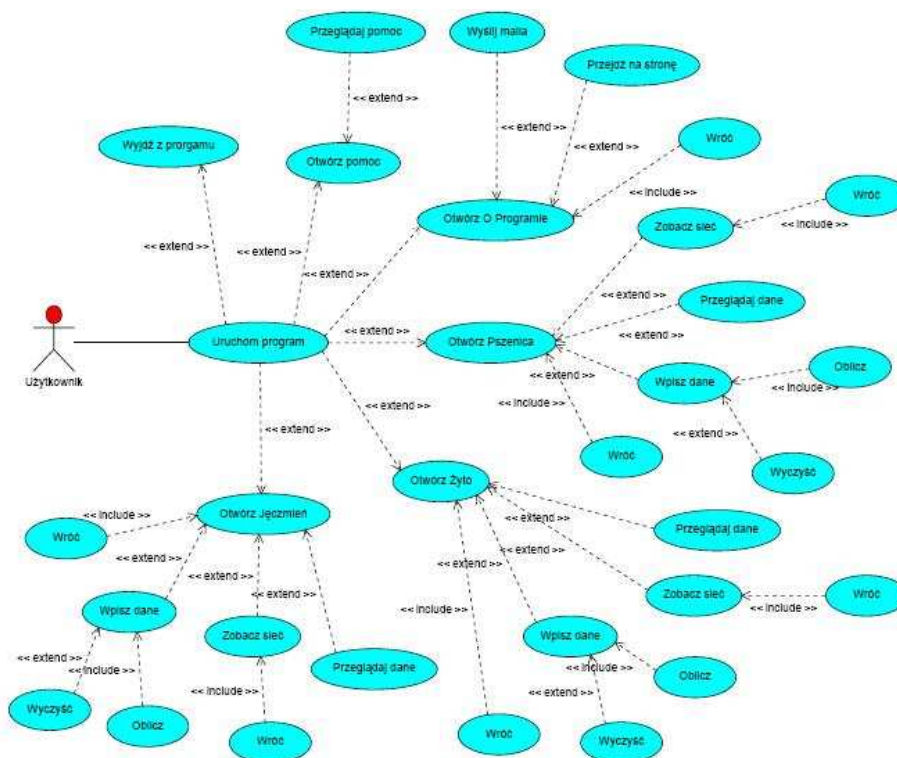 Przeglądaj pomoc
Wyślij maila
Przejdź na stronę
<< extend >>
<< extend >>
<< extend >>
Wyjdź z prorgamu
Otwórz pomoc
Wróć
<< include >>
Wróć
Otwórz O Programie
Zobacz sieć
<< include >>
<< extend >>
<< extend >>
<< extend >>
<< extend >>
Przeglądaj dane
<< extend >>
Uruchom program
<< extend >>
Otwórz Pszenica
<< extend >>
Oblicz
Użytkownik
<< extend >>
Wpisz dane
<< include >>
<< extend >>
<< include >>
<< extend >>
<< extend >>
Wróć
Wyczyść
Otwórz Żyto
<< include >>
Otwórz Jęczmień
Wróć
Przeglądaj dane
<< extend >>
<< extend >>
<< extend >>
<< extend >>
<< extend >>
<< extend >>
Zobacz sieć
Wróć
<< include >>
Wpisz dane
Zobacz sieć
<< include >>
Wpisz dane
<< extend >>
<< include >>
Przeglądaj dane
<< include >>
Oblicz
<< include >>
<< extend >>
Wyczyść
Oblicz
Wróć
Wróć
Wyczyść